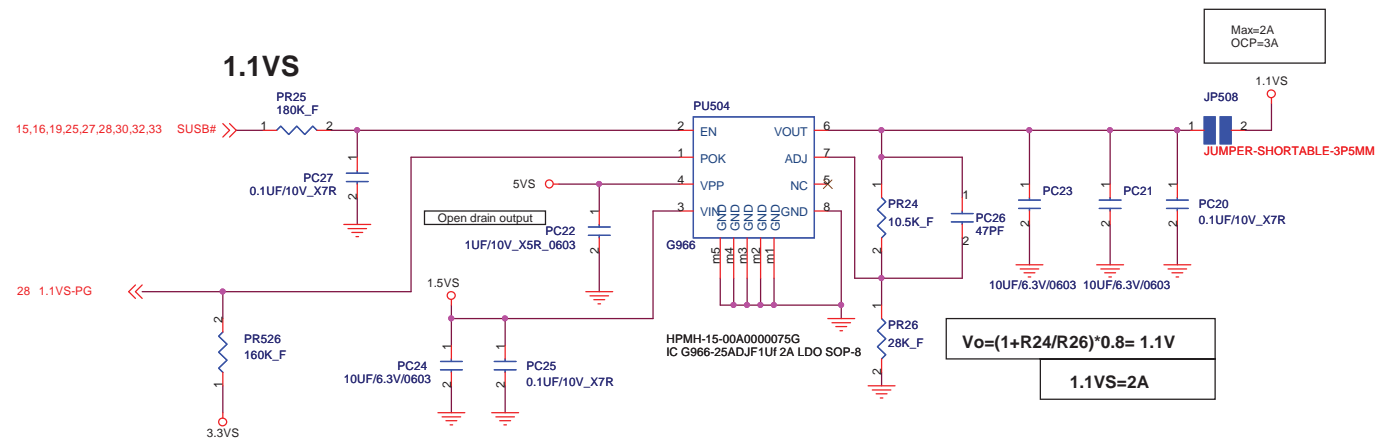 Max=2A
OCP=3A
1.1VS
1.1VS
PR25
180K_F
15,16,19,25,27,28,30,32,33 SUSB#
1
2
PC27
0.1UF/10V_X7R
1
2
PU504
2
EN
VOUT
6
1
POK
ADJ
7
4
VPP
NC
5
3
VIN
GND
8
GND
GND
GND
GND
GND
m5
m4
m3
m2
m1
G966
JP508
1
2
JUMPER-SHORTABLE-3P5MM
5VS
Open drain output
PC22
1UF/10V_X5R_0603
1
2
PR24
10.5K_F
1
2
PC26
47PF
1
2
PC23
1
2
10UF/6.3V/0603
PC21
1
2
10UF/6.3V/0603
PC20
0.1UF/10V_X7R
1
2
28 1.1VS-PG
1.5VS
PR526
160K_F
2
1
3.3VS
PC24
10UF/6.3V/0603
1
2
PC25
0.1UF/10V_X7R
1
2
HPMH-15-00A0000075G
IC G966-25ADJF1Uf 2A LDO SOP-8
PR26
28K_F
1
2
Vo=(1+R24/R26)*0.8= 1.1V
1.1VS=2A